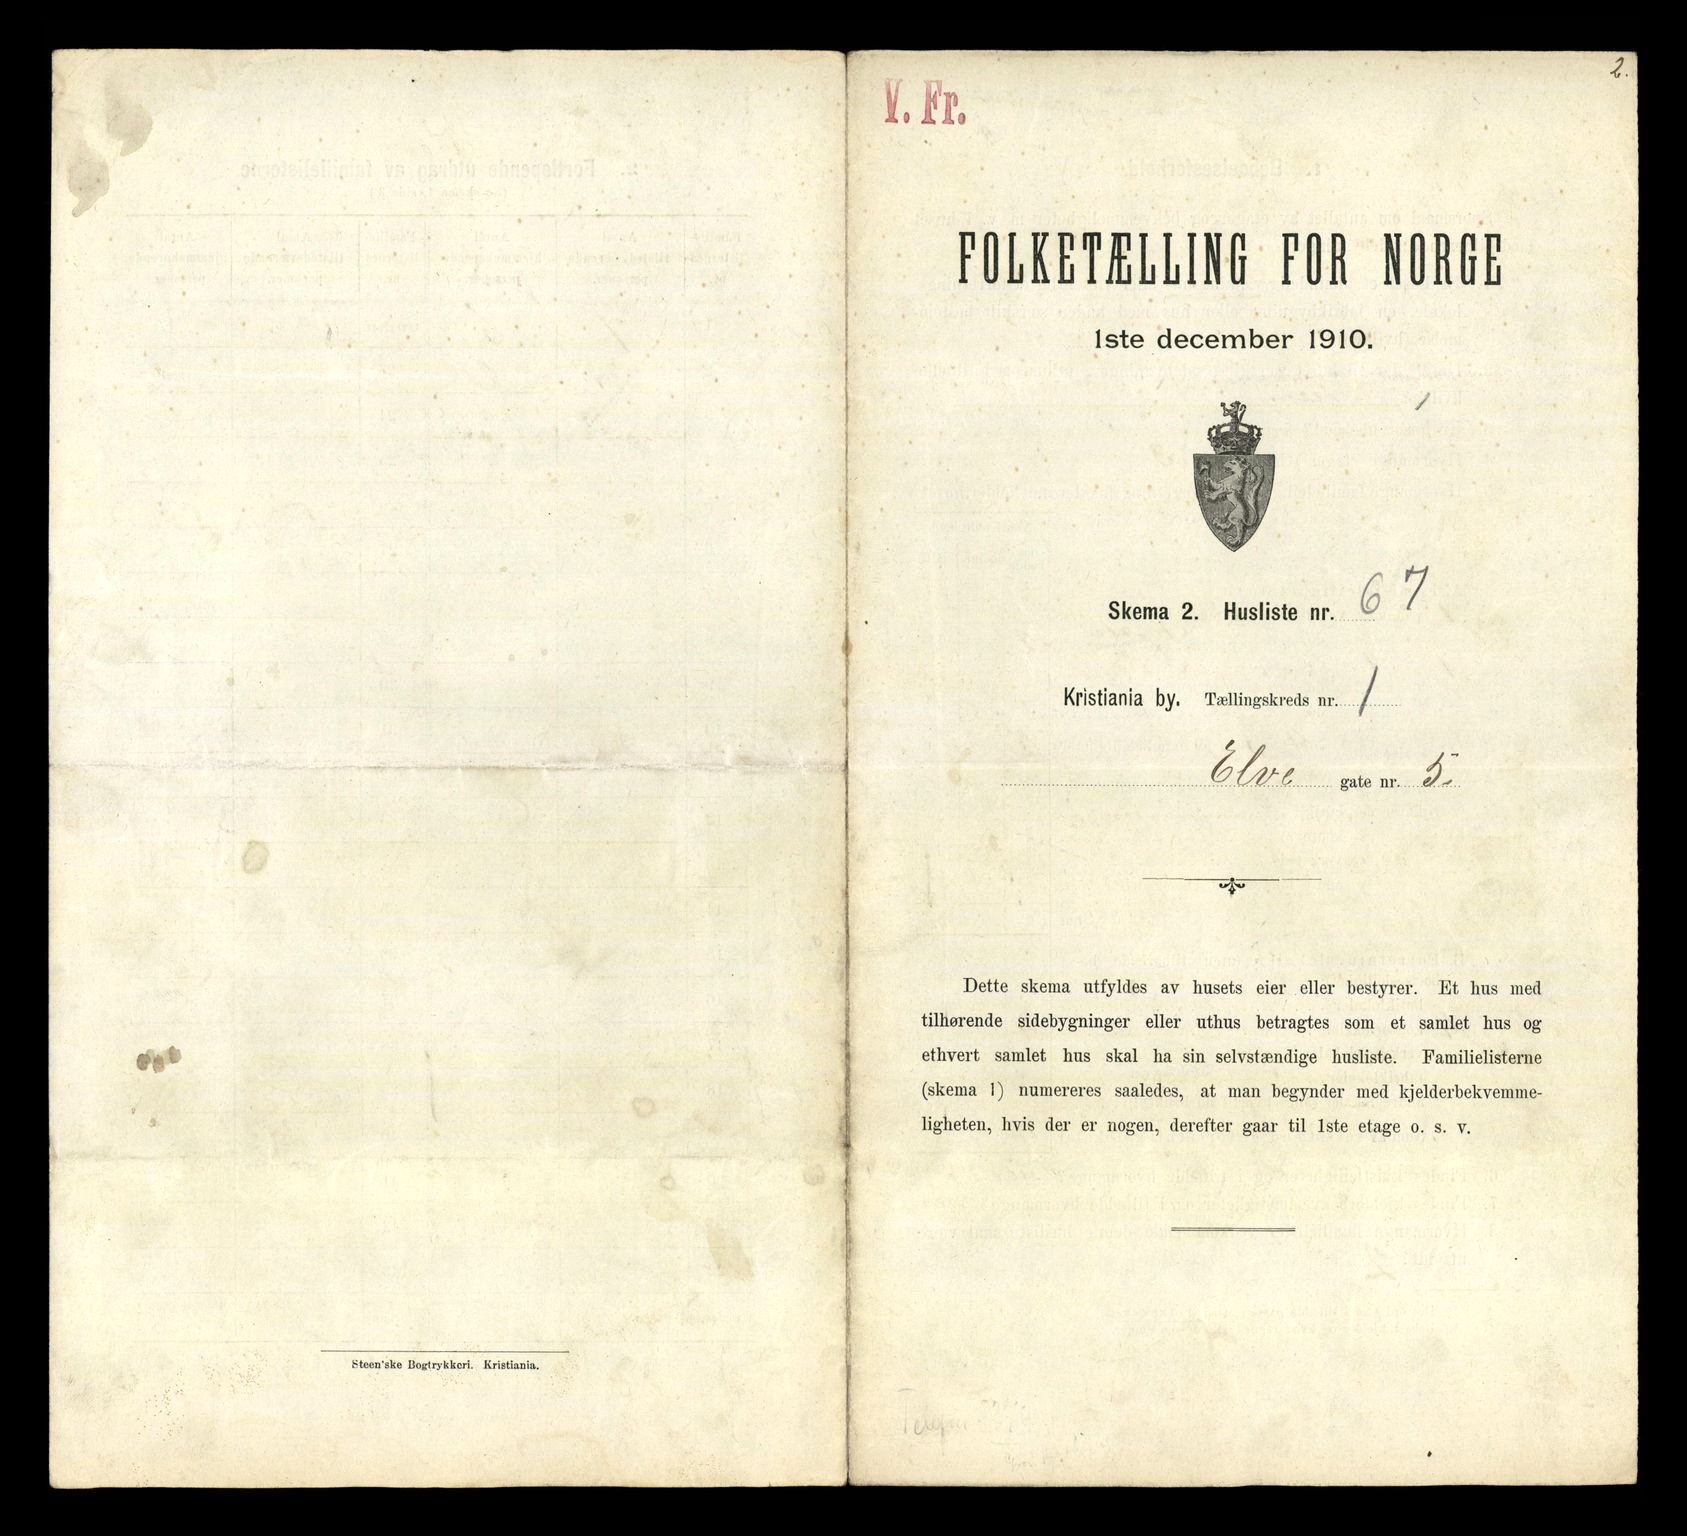 2.
V. Fr.
FOLKETÆLLING FOR NORGE
1ste december 1910.
Skema 2. Husliste nr. 67
Kristiania by. Tællingskreds nr. 1
Elve gate nr. 5.
Dette skema utfyldes av husets eier eller bestyrer. Et hus med
tilhørende sidebygninger eller uthus betragtes som et samlet hus og
ethvert samlet hus skal ha sin selvstændige husliste. Familielisterne
(skema 1) numereres saaledes, at man begynder med kjelderbekvemme-
ligheten, hvis der er nogen, derefter gaar til 1ste etage o. s. v.
Steen'ske Bogtrykkeri. Kristiania.